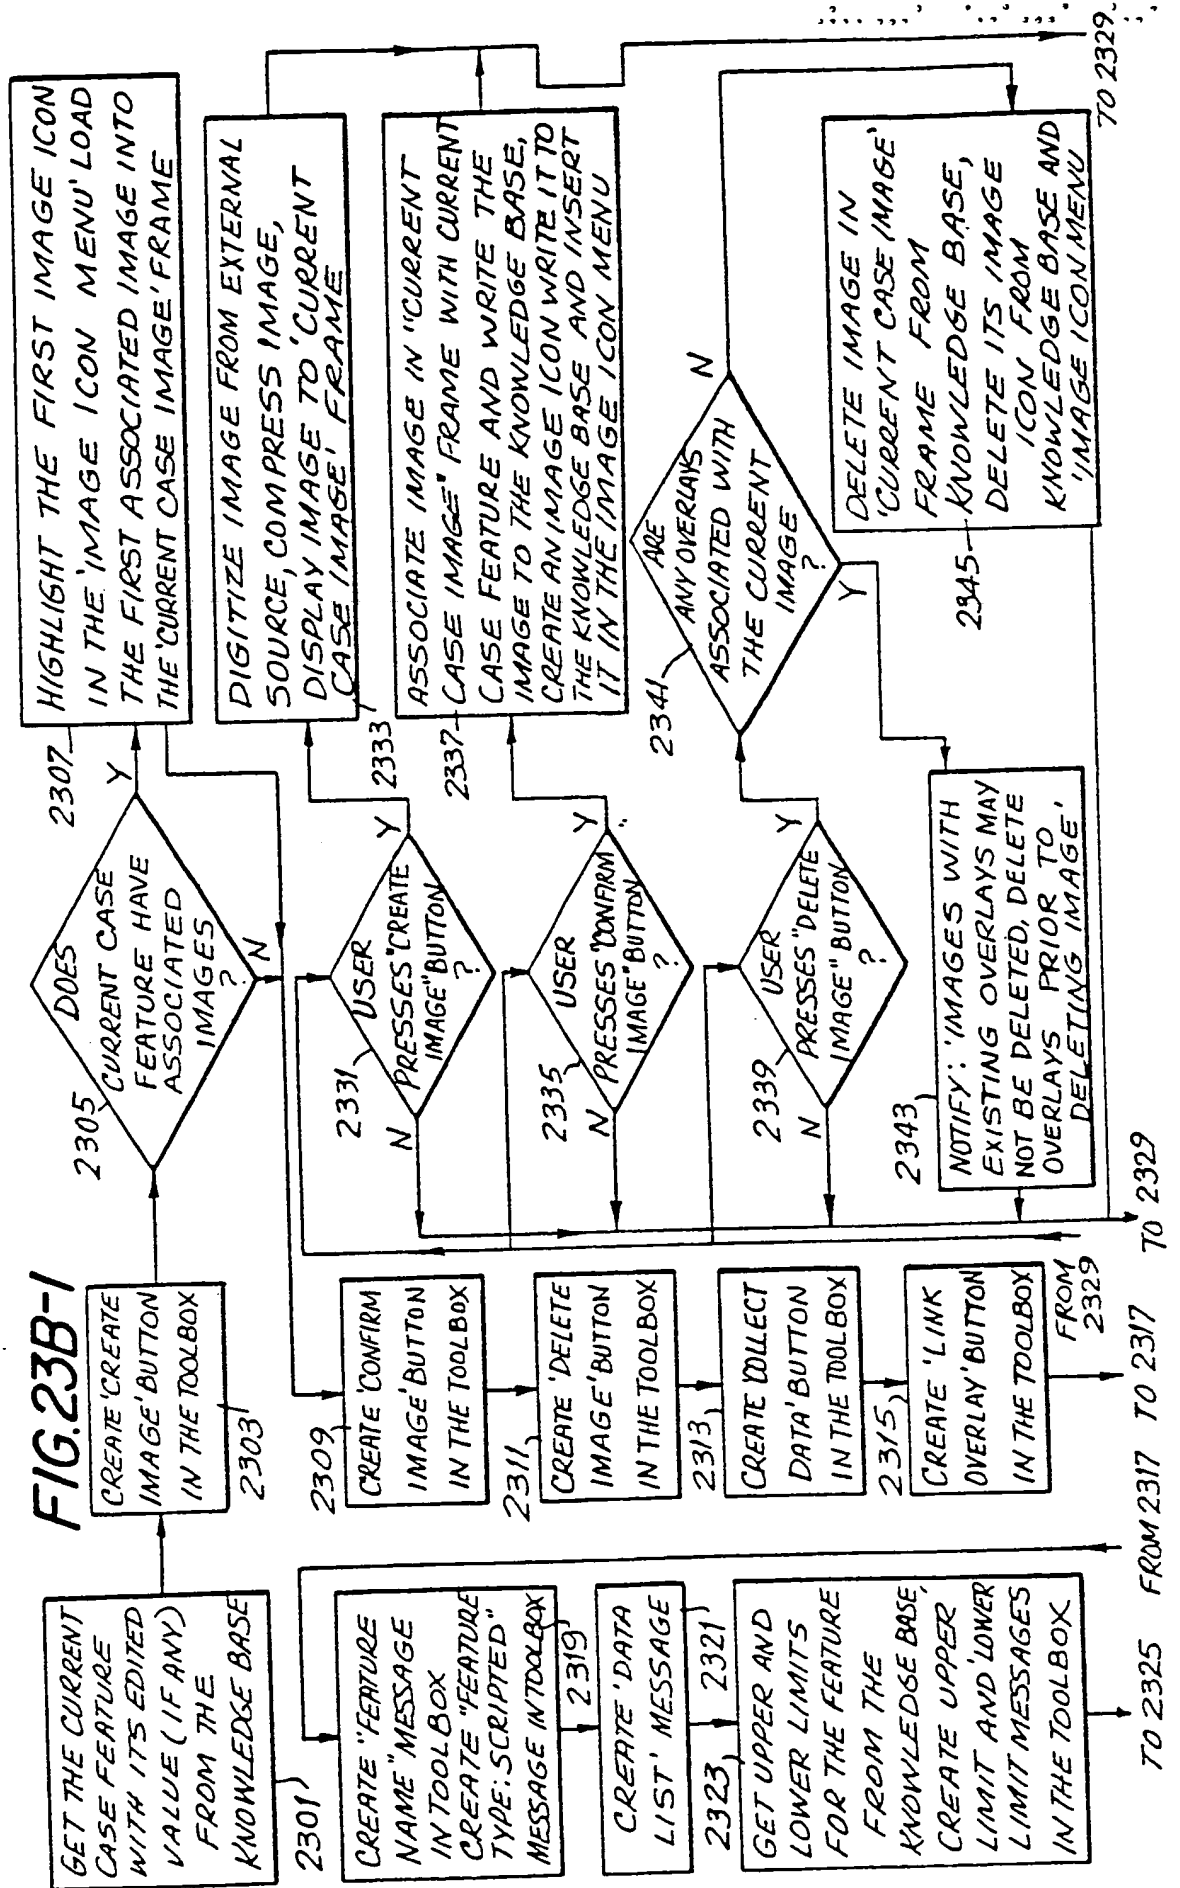 FIG.23B-1
GET THE CURRENT
CASE FEATURE
WITH ITS EDITED
VALUE (IF ANY)
FROM THE
KNOWLEDGE BASE
2301
CREATE 'CREATE
IMAGE' BUTTON
IN THE TOOLBOX
2303
2305
DOES
CURRENT CASE
FEATURE HAVE
ASSOCIATED
IMAGES
?
Y
N
2307
HIGHLIGHT THE FIRST IMAGE ICON
IN THE 'IMAGE ICON MENU' LOAD
THE FIRST ASSOCIATED IMAGE INTO
THE 'CURRENT CASE IMAGE' FRAME
2309
CREATE 'CONFIRM
IMAGE' BUTTON
IN THE TOOLBOX
2311
CREATE 'DELETE
IMAGE' BUTTON
IN THE TOOLBOX
2313
CREATE 'COLLECT
DATA' BUTTON
IN THE TOOLBOX
2315
CREATE 'LINK
OVERLAY' BUTTON
IN THE TOOLBOX
FROM
2329
TO 2317
FROM 2317
CREATE "FEATURE
NAME" MESSAGE
IN TOOLBOX
CREATE "FEATURE
TYPE: SCRIPTED"
MESSAGE IN TOOLBOX
2319
CREATE 'DATA
LIST' MESSAGE
2321
2323
GET UPPER AND
LOWER LIMITS
FOR THE FEATURE
FROM THE
KNOWLEDGE BASE,
CREATE UPPER
LIMIT AND 'LOWER
LIMIT MESSAGES
IN THE TOOLBOX
TO 2325
2331
USER
PRESSES "CREATE
IMAGE" BUTTON
?
Y
N
2333
DIGITIZE IMAGE FROM EXTERNAL
SOURCE, COMPRESS IMAGE,
DISPLAY IMAGE TO 'CURRENT
CASE IMAGE' FRAME
2335
USER
PRESSES "CONFIRM
IMAGE" BUTTON
?
Y
N
2337
ASSOCIATE IMAGE IN "CURRENT
CASE IMAGE" FRAME WITH CURRENT
CASE FEATURE AND WRITE THE
IMAGE TO THE KNOWLEDGE BASE,
CREATE AN IMAGE ICON WRITE IT TO
THE KNOWLEDGE BASE AND INSERT
IT IN THE IMAGE ICON MENU
2339
USER
PRESSES "DELETE
IMAGE" BUTTON
?
Y
N
2341
ARE
ANY OVERLAYS
ASSOCIATED WITH
THE CURRENT
IMAGE
?
N
Y
2343
NOTIFY: 'IMAGES WITH
EXISTING OVERLAYS MAY
NOT BE DELETED, DELETE
OVERLAYS PRIOR TO
DELETING IMAGE'
2345
DELETE IMAGE IN
'CURRENT CASE IMAGE'
FRAME FROM
KNOWLEDGE BASE,
DELETE ITS IMAGE
ICON FROM
KNOWLEDGE BASE AND
'IMAGE ICON MENU
TO 2329
TO 2329